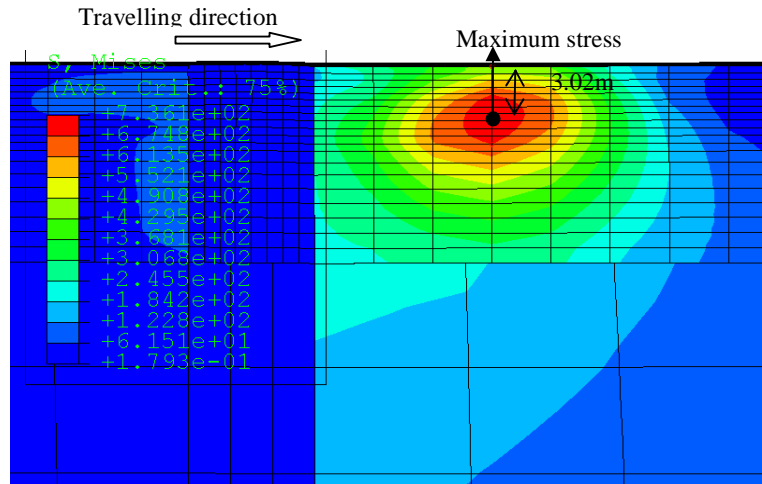 Travelling direction
Maximum stress
3.02m
S, Mises
(Ave. Crit.: 75%)
+7.361e+02
+6.748e+02
+6.135e+02
+5.521e+02
+4.908e+02
+4.295e+02
+3.681e+02
+3.068e+02
+2.455e+02
+1.842e+02
+1.228e+02
+6.151e+01
+1.793e-01